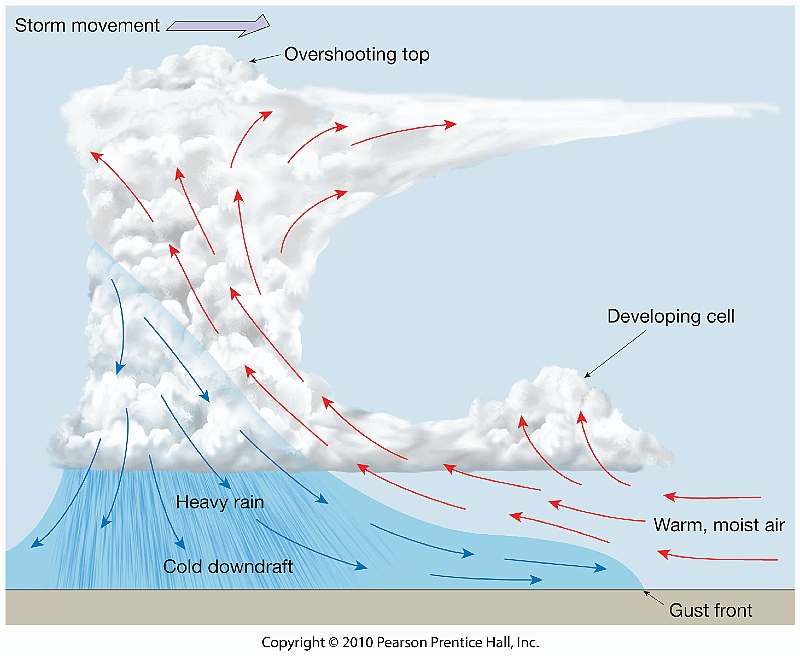 Storm movement
Overshooting top
Developing cell
Heavy rain
Warm, moist air
Cold downdraft
Gust front
Copyright © 2010 Pearson Prentice Hall, Inc.